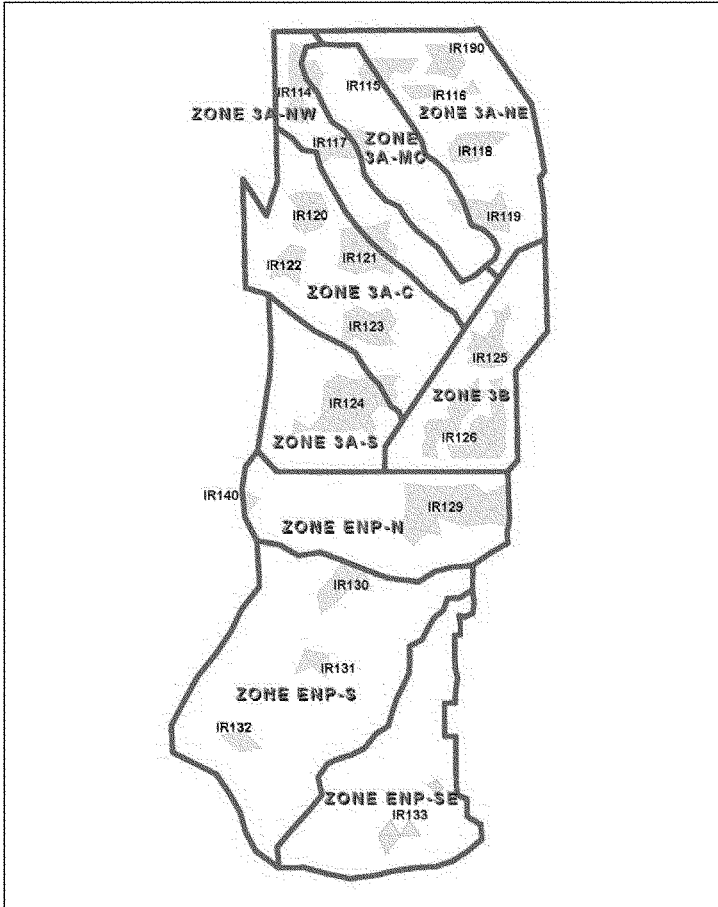 IR190
IR114
IR115
IR116
ZONE 3A-NW
ZONE 3A-NE
IR117
ZONE
3A-MC
IR118
IR120
IR119
IR121
IR122
ZONE 3A-C
IR123
IR125
ZONE 3B
IR124
ZONE 3A-S
IR126
IR140
IR129
ZONE ENP-N
IR130
IR131
ZONE ENP-S
IR132
ZONE ENP-SE
IR133